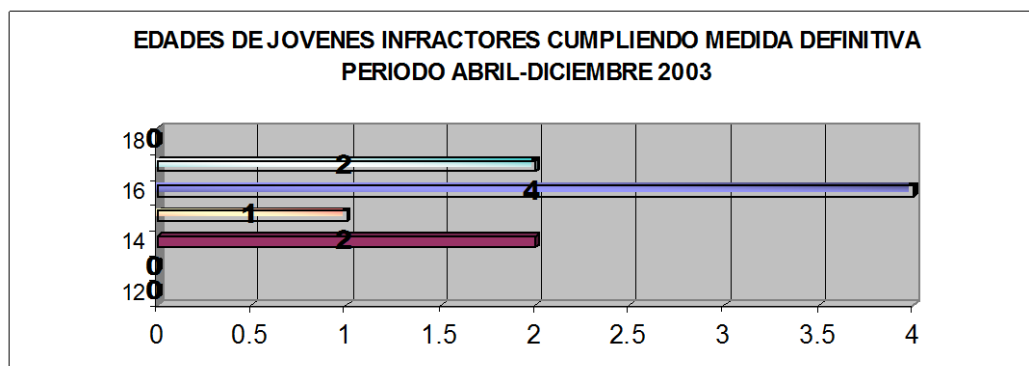 EDADES DE JOVENES INFRACTORES CUMPLIENDO MEDIDA DEFINITIVA
PERIODO ABRIL-DICIEMBRE 2003
18 0
2
16 4
1
14 2
0
12 0
0 0.5 1 1.5 2 2.5 3 3.5 4